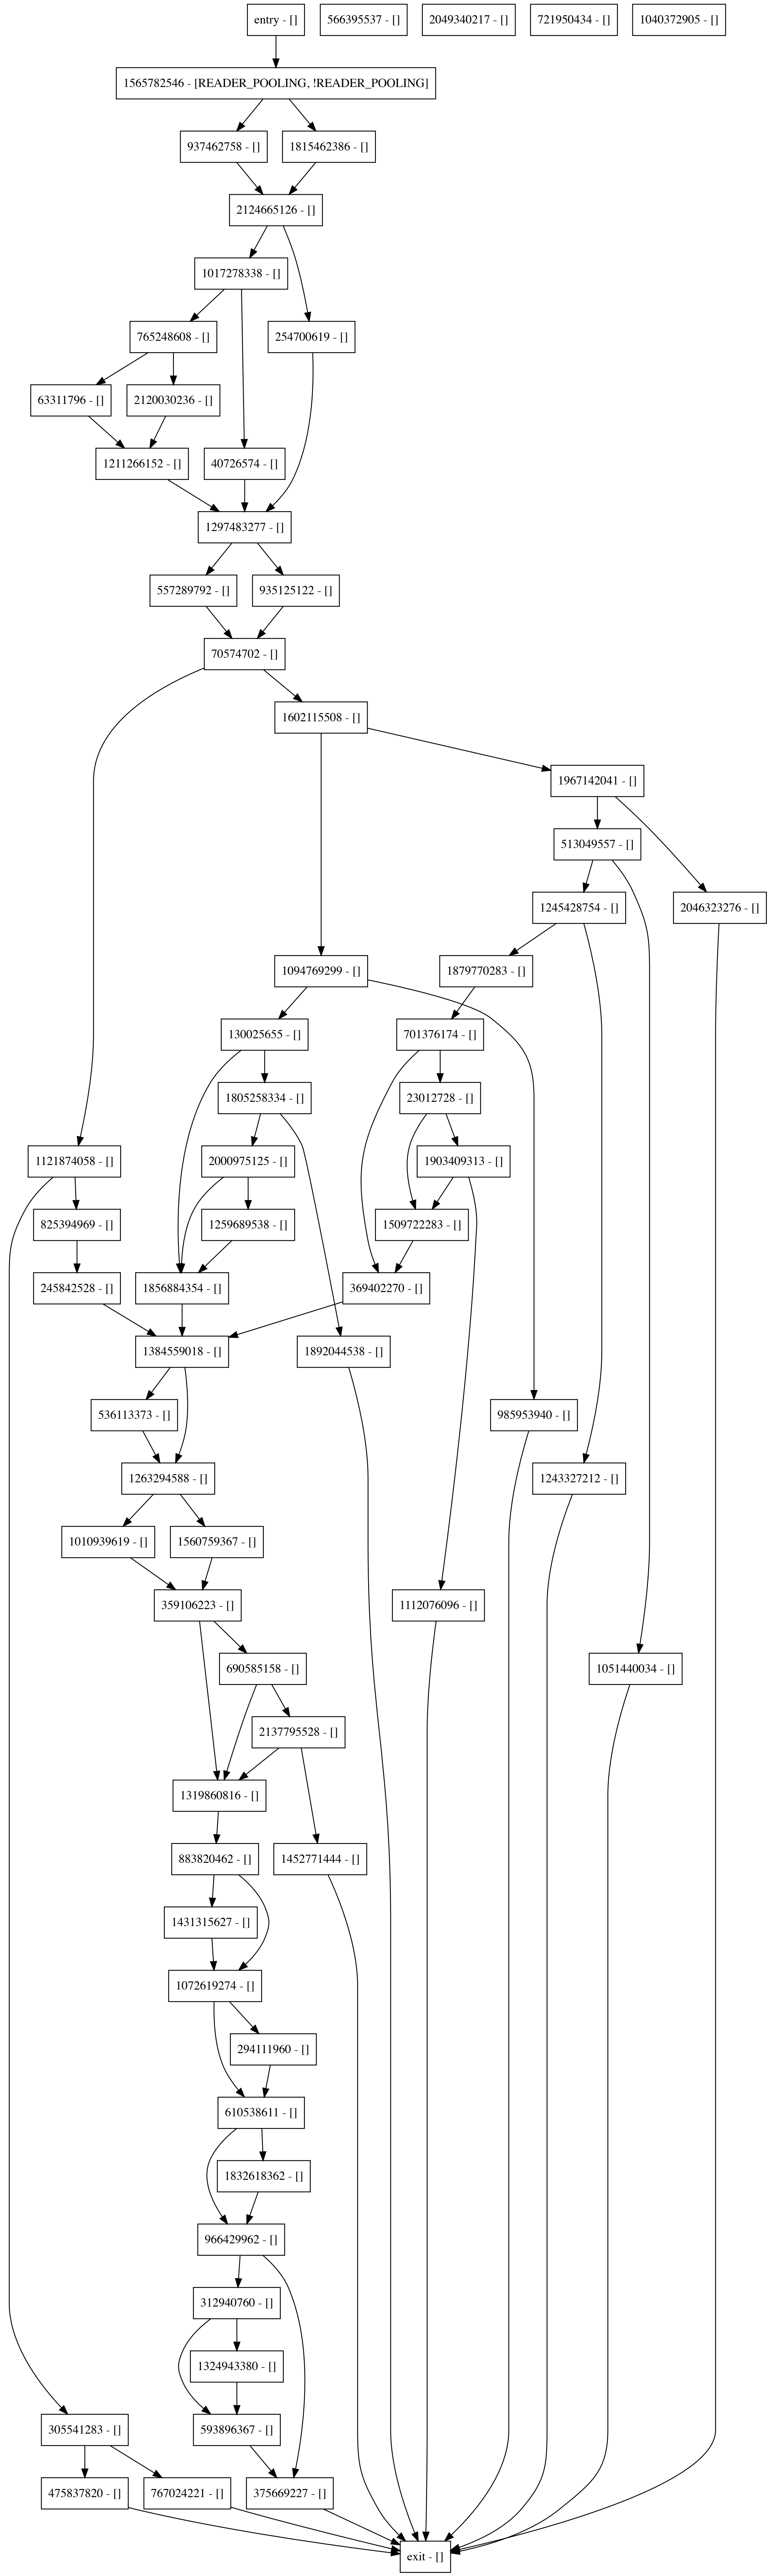 entry - []
566395537 - []
2049340217 - []
721950434 - []
1040372905 - []
1565782546 - [READER_POOLING, !READER_POOLING]
937462758 - []
1815462386 - []
2124665126 - []
1017278338 - []
765248608 - []
254700619 - []
63311796 - []
2120030236 - []
1211266152 - []
40726574 - []
1297483277 - []
557289792 - []
935125122 - []
70574702 - []
1602115508 - []
1967142041 - []
513049557 - []
1245428754 - []
2046323276 - []
1094769299 - []
1879770283 - []
130025655 - []
701376174 - []
1805258334 - []
23012728 - []
1121874058 - []
2000975125 - []
1903409313 - []
825394969 - []
1259689538 - []
1509722283 - []
245842528 - []
1856884354 - []
369402270 - []
1384559018 - []
1892044538 - []
536113373 - []
985953940 - []
1263294588 - []
1243327212 - []
1010939619 - []
1560759367 - []
359106223 - []
1112076096 - []
690585158 - []
1051440034 - []
2137795528 - []
1319860816 - []
883820462 - []
1452771444 - []
1431315627 - []
1072619274 - []
294111960 - []
610538611 - []
1832618362 - []
966429962 - []
312940760 - []
1324943380 - []
305541283 - []
593896367 - []
475837820 - []
767024221 - []
375669227 - []
exit - []